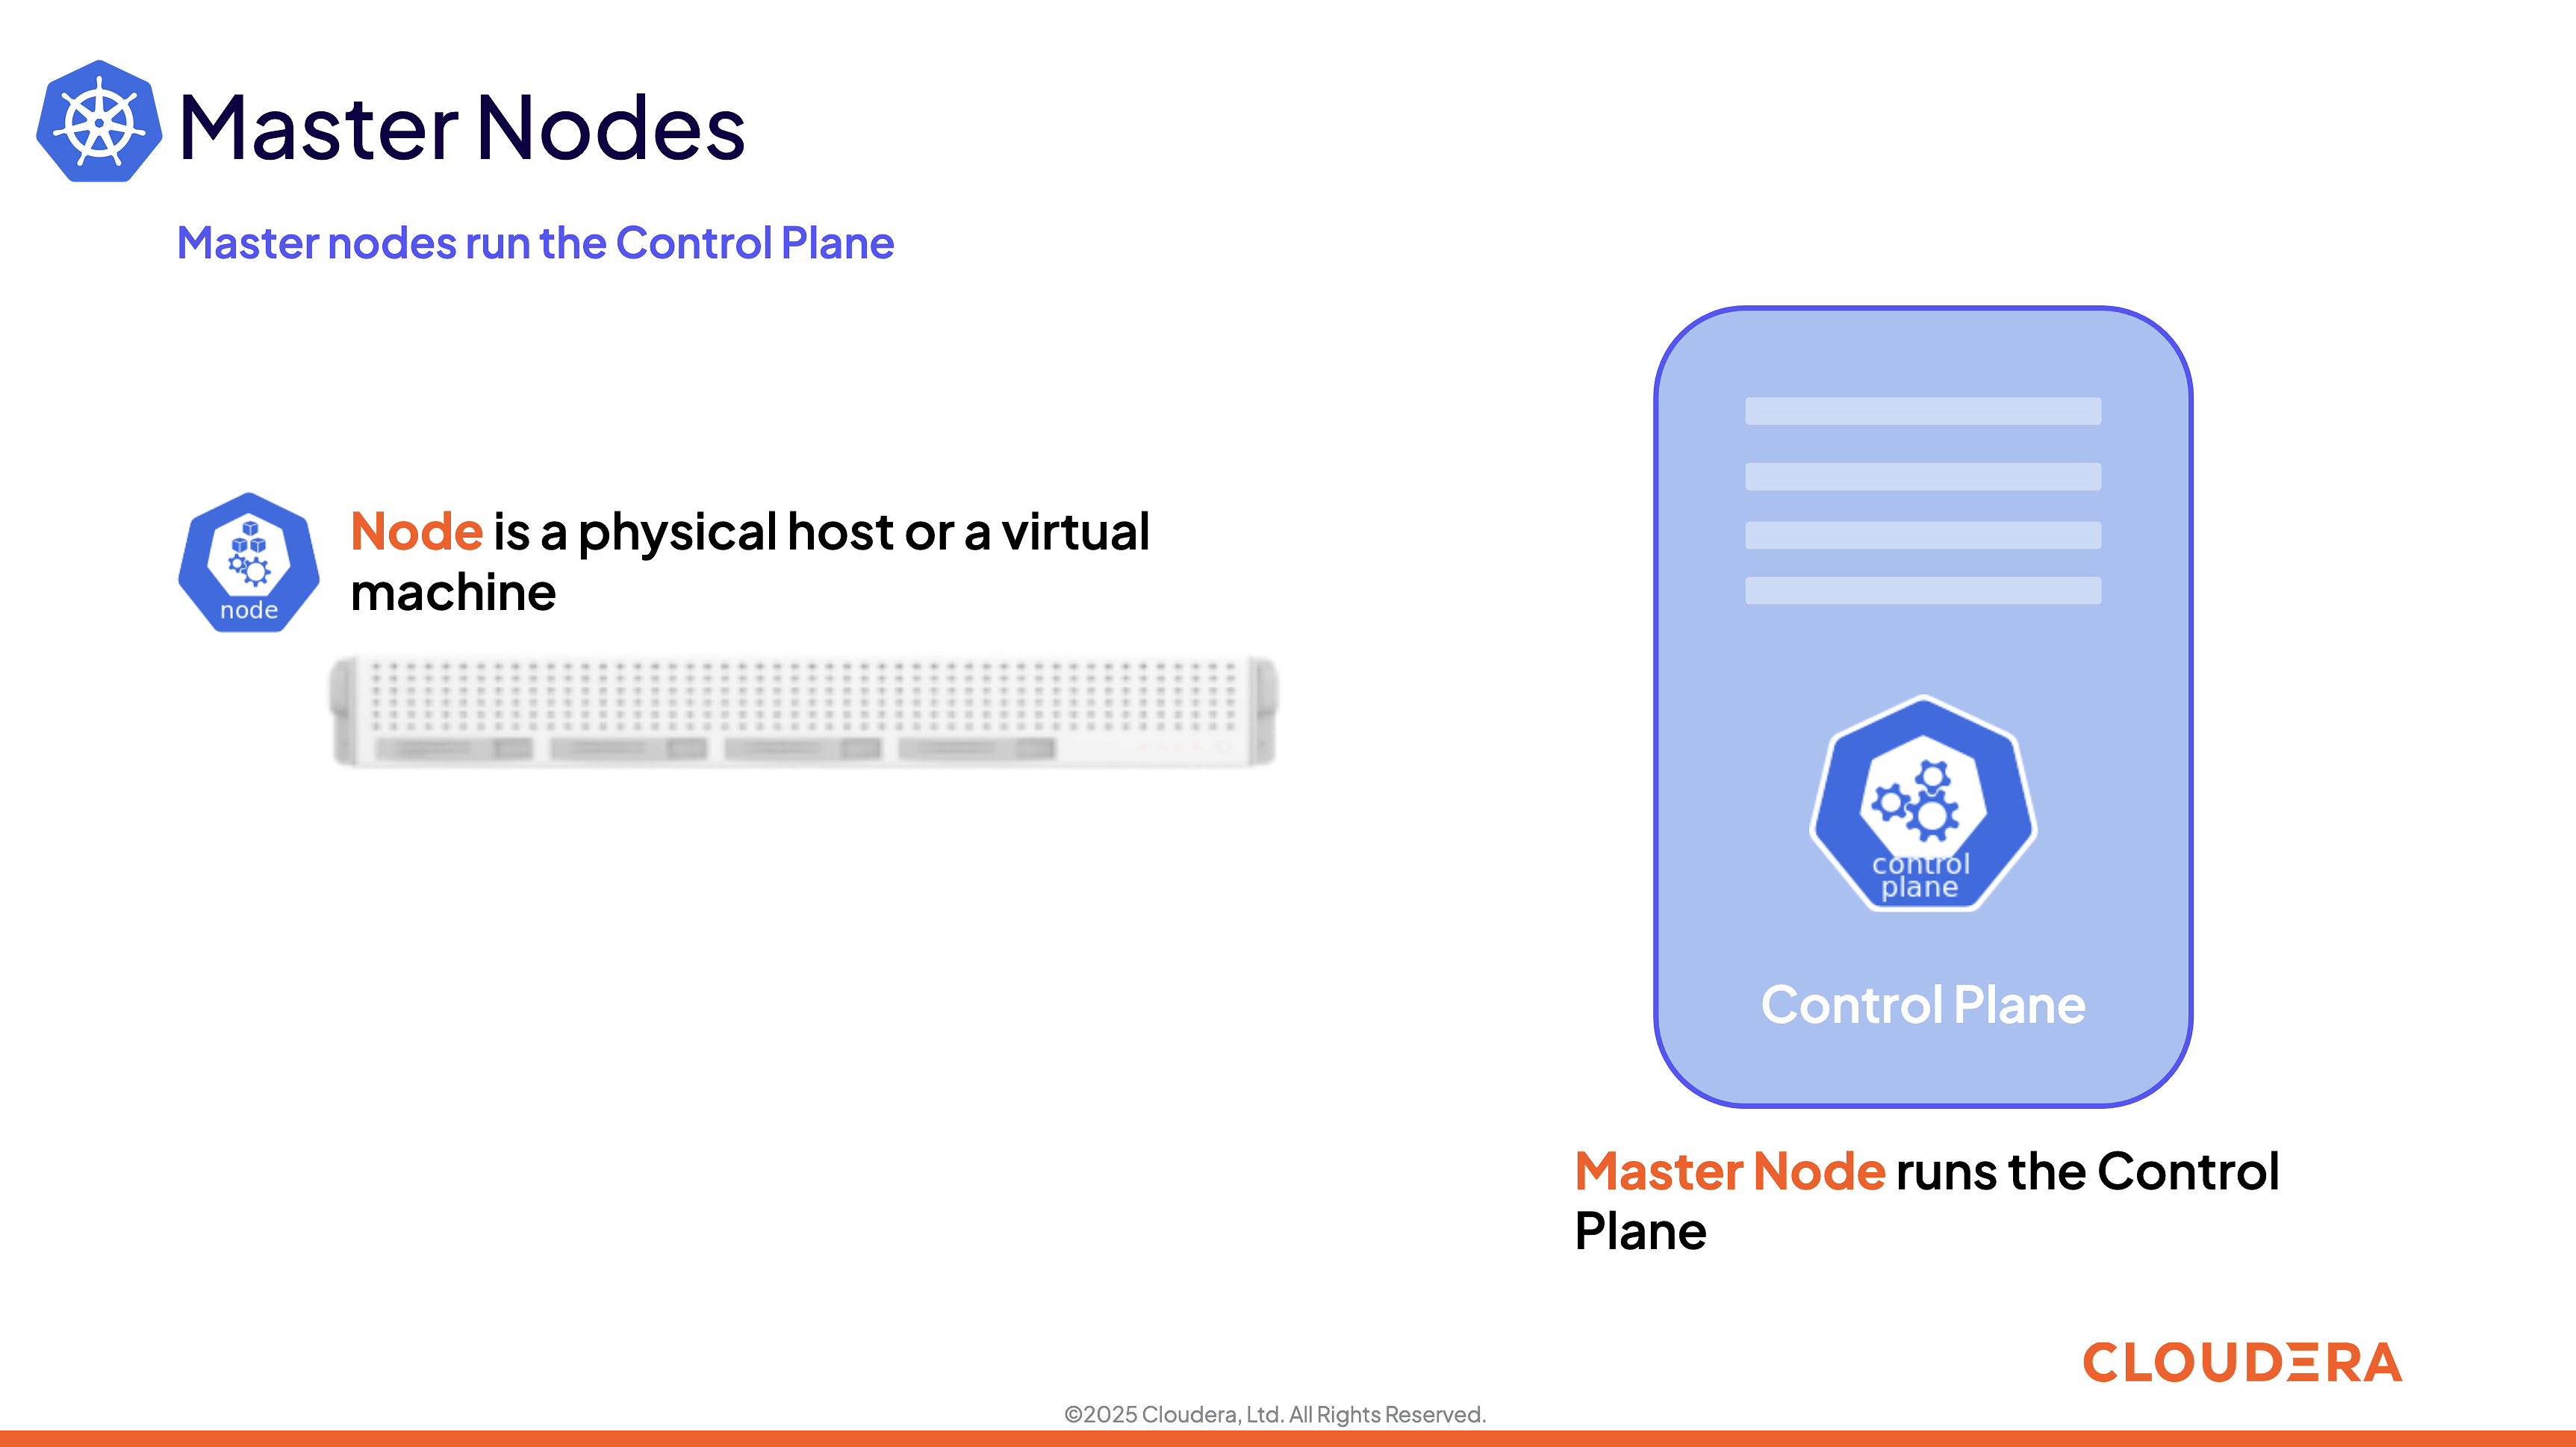 Master Nodes
Master nodes run the Control Plane
node
Node is a physical host or a virtual
machine
control
plane
Control Plane
Master Node runs the Control
Plane
CLOUDERA
©2025 Cloudera, Ltd. All Rights Reserved.